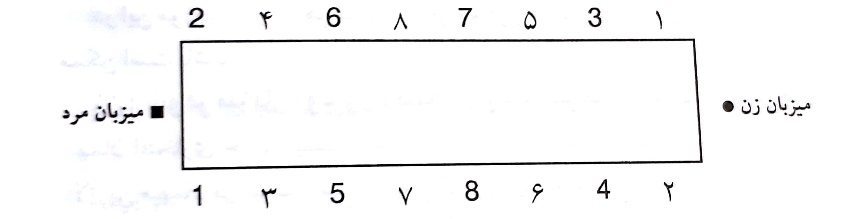 2 ۴ 6 ۸ 7 ۵ 3 ۱
میزبان زن ●
■ میزبان مرد
1 ۳ 5 ۷ 8 ۶ 4 ۲